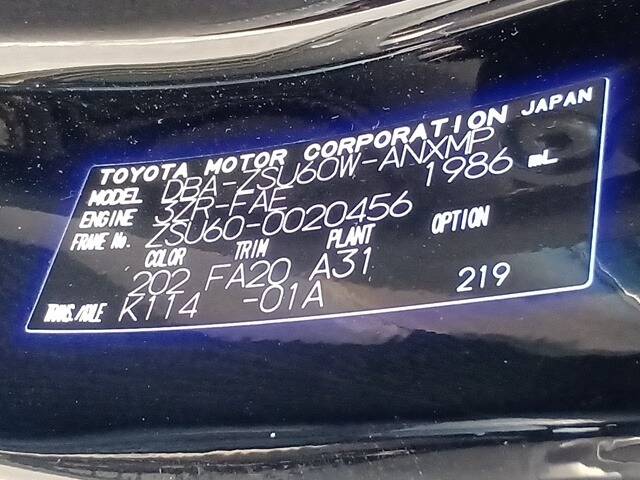 TOYOTA MOTOR CORPORATION JAPAN
MODEL DBA-ZSU60W-ANXMP
ENGINE 3ZR-FAE 1986 mL
FRAME No. ZSU60-0020456
COLOR TRIM PLANT OPTION
202 FA20 A31
TRANS./AXLE K114 -01A 219